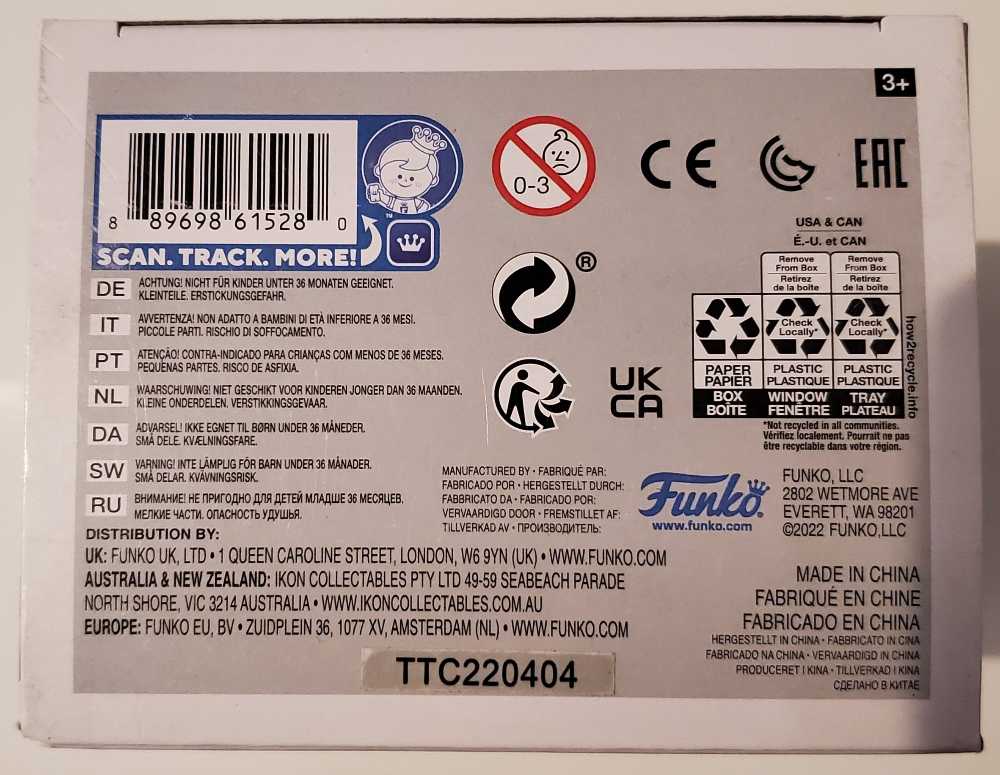 3+
8 89698 61528 0
SCAN. TRACK. MORE!
™
0-3
CE
EAC
®
UK
CA
USA & CAN
É.-U. et CAN
Remove From Box Remove From Box
Retirez de la boîte Retirez de la boîte
Check Locally* Check Locally*
PAPER PAPIER PLASTIC PLASTIQUE PLASTIC PLASTIQUE
BOX BOÎTE WINDOW FENÊTRE TRAY PLATEAU
how2recycle.info
*Not recycled in all communities.
Vérifiez localement. Pourrait ne pas
être recyclable dans votre région.
DE ACHTUNG! NICHT FÜR KINDER UNTER 36 MONATEN GEEIGNET.
KLEINTEILE. ERSTICKUNGSGEFAHR.
IT AVVERTENZA! NON ADATTO A BAMBINI DI ETÀ INFERIORE A 36 MESI.
PICCOLE PARTI. RISCHIO DI SOFFOCAMENTO.
PT ATENÇÃO! CONTRA-INDICADO PARA CRIANÇAS COM MENOS DE 36 MESES.
PEQUENAS PARTES. RISCO DE ASFIXIA.
NL WAARSCHUWING! NIET GESCHIKT VOOR KINDEREN JONGER DAN 36 MAANDEN.
KLEINE ONDERDELEN. VERSTIKKINGSGEVAAR.
DA ADVARSEL! IKKE EGNET TIL BØRN UNDER 36 MÅNEDER.
SMÅ DELE. KVÆLNINGSFARE.
SW VARNING! INTE LÄMPLIG FÖR BARN UNDER 36 MÅNADER.
SMÅ DELAR. KVÄVNINGSRISK.
RU ВНИМАНИЕ! НЕ ПРИГОДНО ДЛЯ ДЕТЕЙ МЛАДШЕ 36 МЕСЯЦЕВ.
МЕЛКИЕ ЧАСТИ. ОПАСНОСТЬ УДУШЬЯ.
MANUFACTURED BY • FABRIQUÉ PAR:
FABRICADO POR • HERGESTELLT DURCH:
FABBRICATO DA • FABRICADO POR:
VERVAARDIGD DOOR • FREMSTILLET AF:
TILLVERKAD AV • ПРОИЗВОДИТЕЛЬ:
Funko®
www.funko.com
FUNKO, LLC
2802 WETMORE AVE
EVERETT, WA 98201
©2022 FUNKO,LLC
DISTRIBUTION BY:
UK: FUNKO UK, LTD • 1 QUEEN CAROLINE STREET, LONDON, W6 9YN (UK) • WWW.FUNKO.COM
AUSTRALIA & NEW ZEALAND: IKON COLLECTABLES PTY LTD 49-59 SEABEACH PARADE
NORTH SHORE, VIC 3214 AUSTRALIA • WWW.IKONCOLLECTABLES.COM.AU
EUROPE: FUNKO EU, BV • ZUIDPLEIN 36, 1077 XV, AMSTERDAM (NL) • WWW.FUNKO.COM
MADE IN CHINA
FABRIQUÉ EN CHINE
FABRICADO EN CHINA
HERGESTELLT IN CHINA • FABBRICATO IN CINA
FABRICADO NA CHINA • VERVAARDIGD IN CHINA
PRODUCERET I KINA • TILLVERKAD I KINA
СДЕЛАНО В КИТАЕ
TTC220404